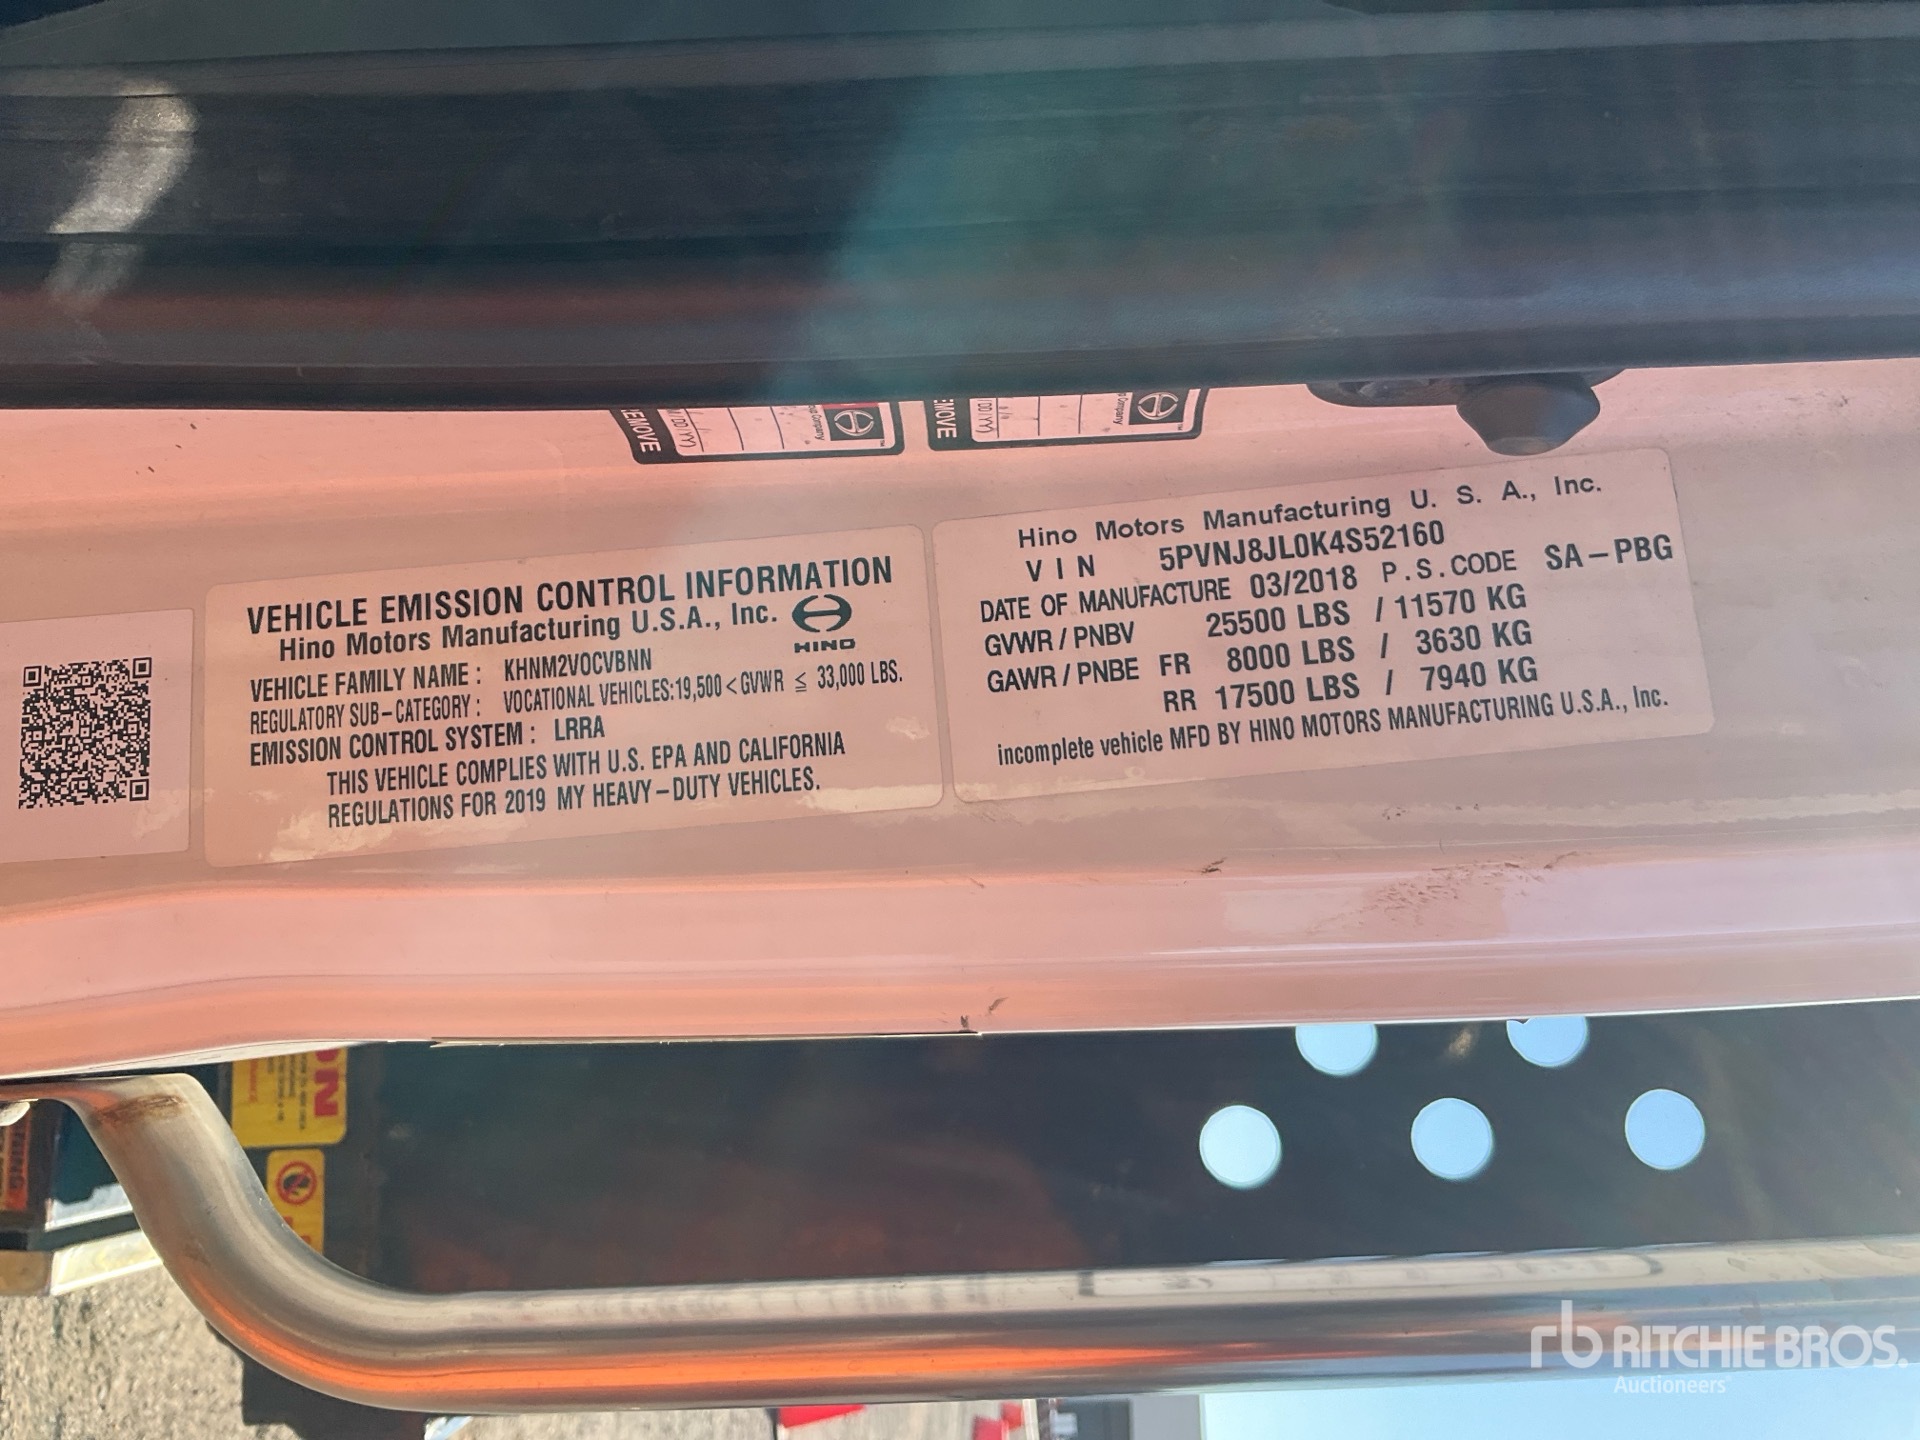 EMOVE
EMOVE
VEHICLE EMISSION CONTROL INFORMATION
Hino Motors Manufacturing U.S.A., Inc.
HINO
VEHICLE FAMILY NAME : KHNM2VOCVBNN
REGULATORY SUB-CATEGORY : VOCATIONAL VEHICLES:19,500<GVWR ≦ 33,000 LBS.
EMISSION CONTROL SYSTEM : LRRA
THIS VEHICLE COMPLIES WITH U.S. EPA AND CALIFORNIA
REGULATIONS FOR 2019 MY HEAVY-DUTY VEHICLES.
Hino Motors Manufacturing U. S. A., Inc.
VIN 5PVNJ8JL0K4S52160
DATE OF MANUFACTURE 03/2018 P.S.CODE SA-PBG
GVWR / PNBV 25500 LBS / 11570 KG
GAWR / PNBE FR 8000 LBS / 3630 KG
RR 17500 LBS / 7940 KG
incomplete vehicle MFD BY HINO MOTORS MANUFACTURING U.S.A., Inc.
rb RITCHIE BROS.
Auctioneers